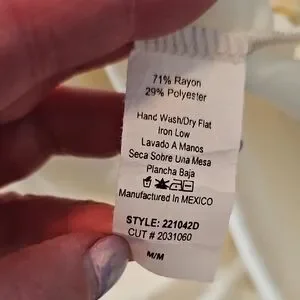 71% Rayon
29% Polyester
Hand Wash/Dry Flat
Iron Low
Lavado A Manos
Seca Sobre Una Mesa
Plancha Baja
Manufactured In MEXICO
STYLE: 221042D
CUT # 2031060
M/M